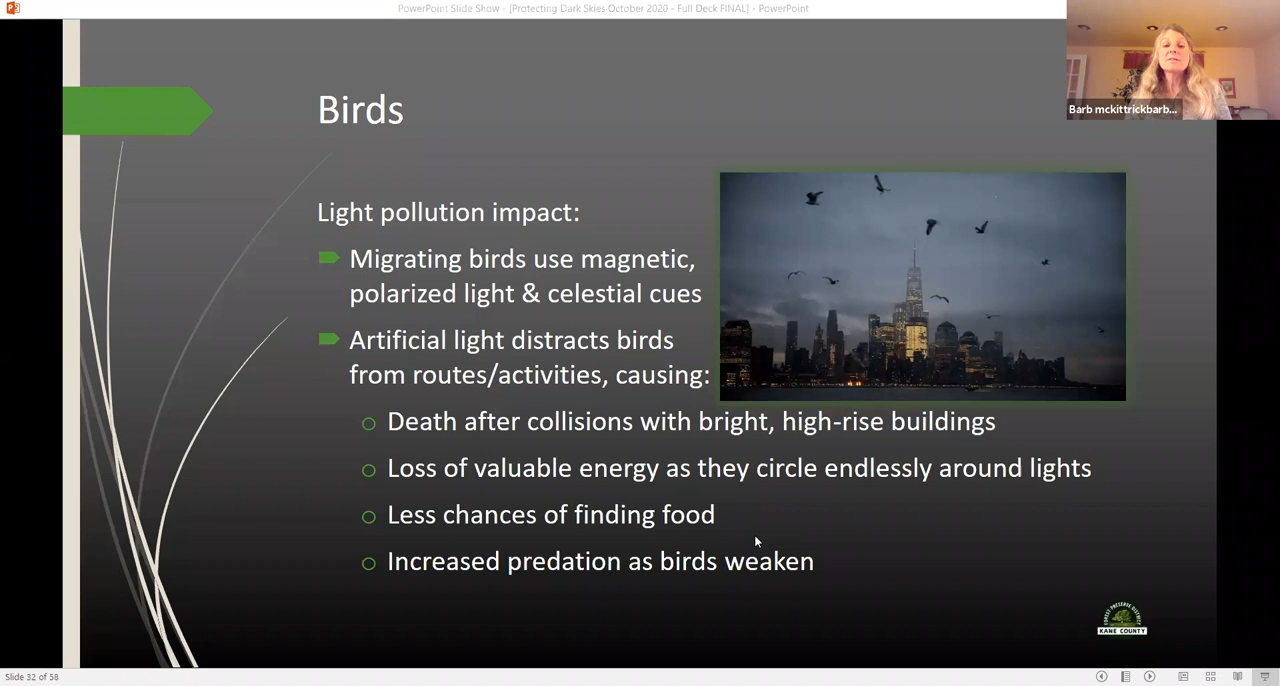 PowerPoint Slide Show - [Protecting Dark Skies October 2020 - Full Deck FINAL] - PowerPoint
Barb mckittrickbarb...
Birds
Light pollution impact:
Migrating birds use magnetic,
polarized light & celestial cues
Artificial light distracts birds
from routes/activities, causing:
Death after collisions with bright, high-rise buildings
Loss of valuable energy as they circle endlessly around lights
Less chances of finding food
Increased predation as birds weaken
FOREST PRESERVE DISTRICT
KANE COUNTY
Slide 32 of 58